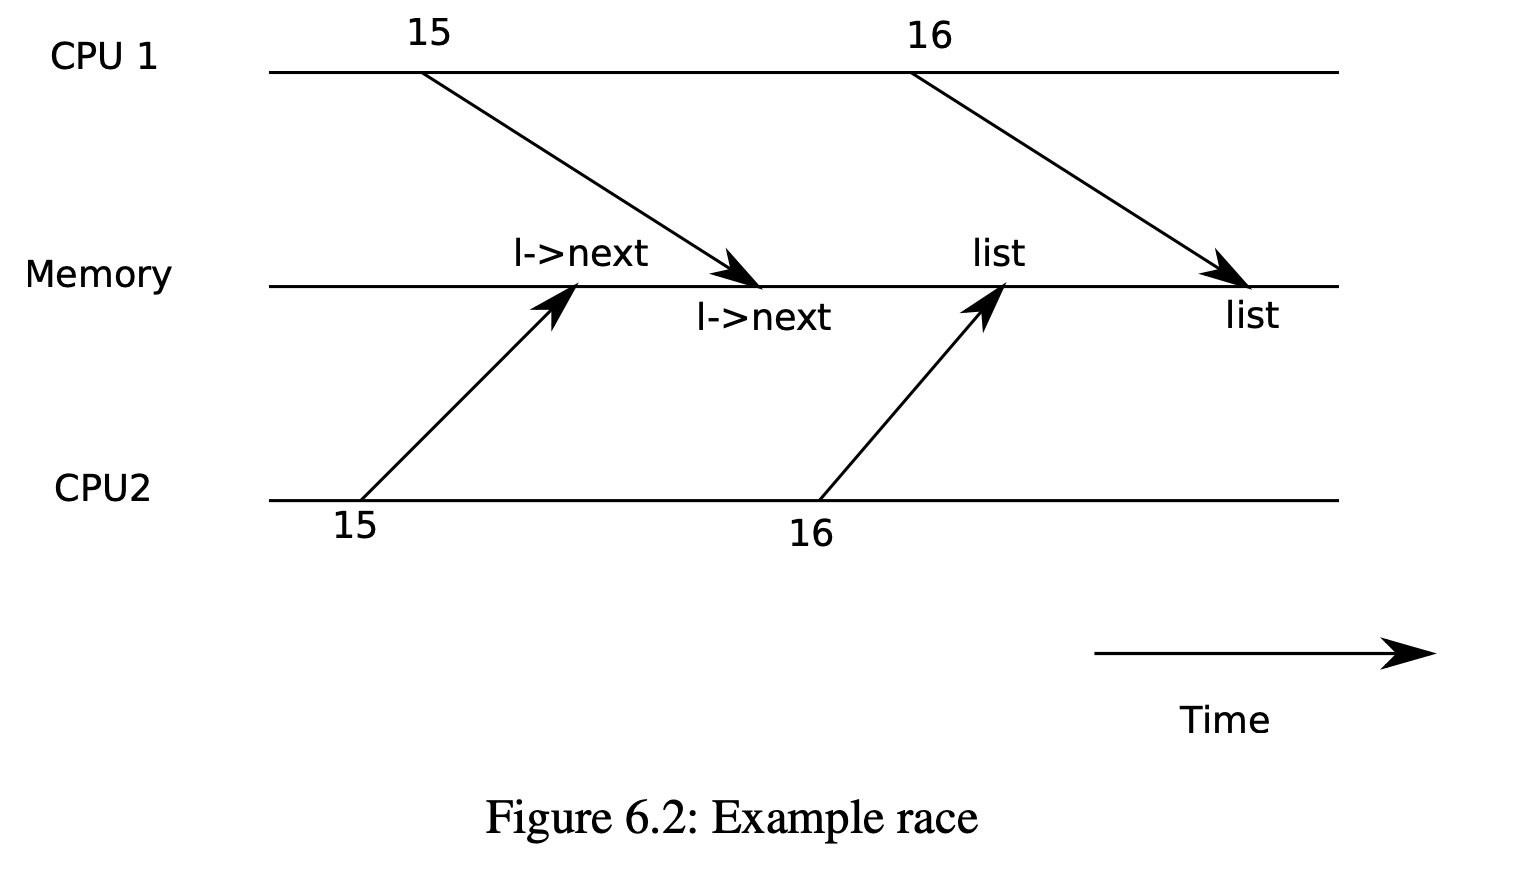 15
16
CPU 1
l->next
list
Memory
l->next
list
CPU2
15
16
Time
Figure 6.2: Example race